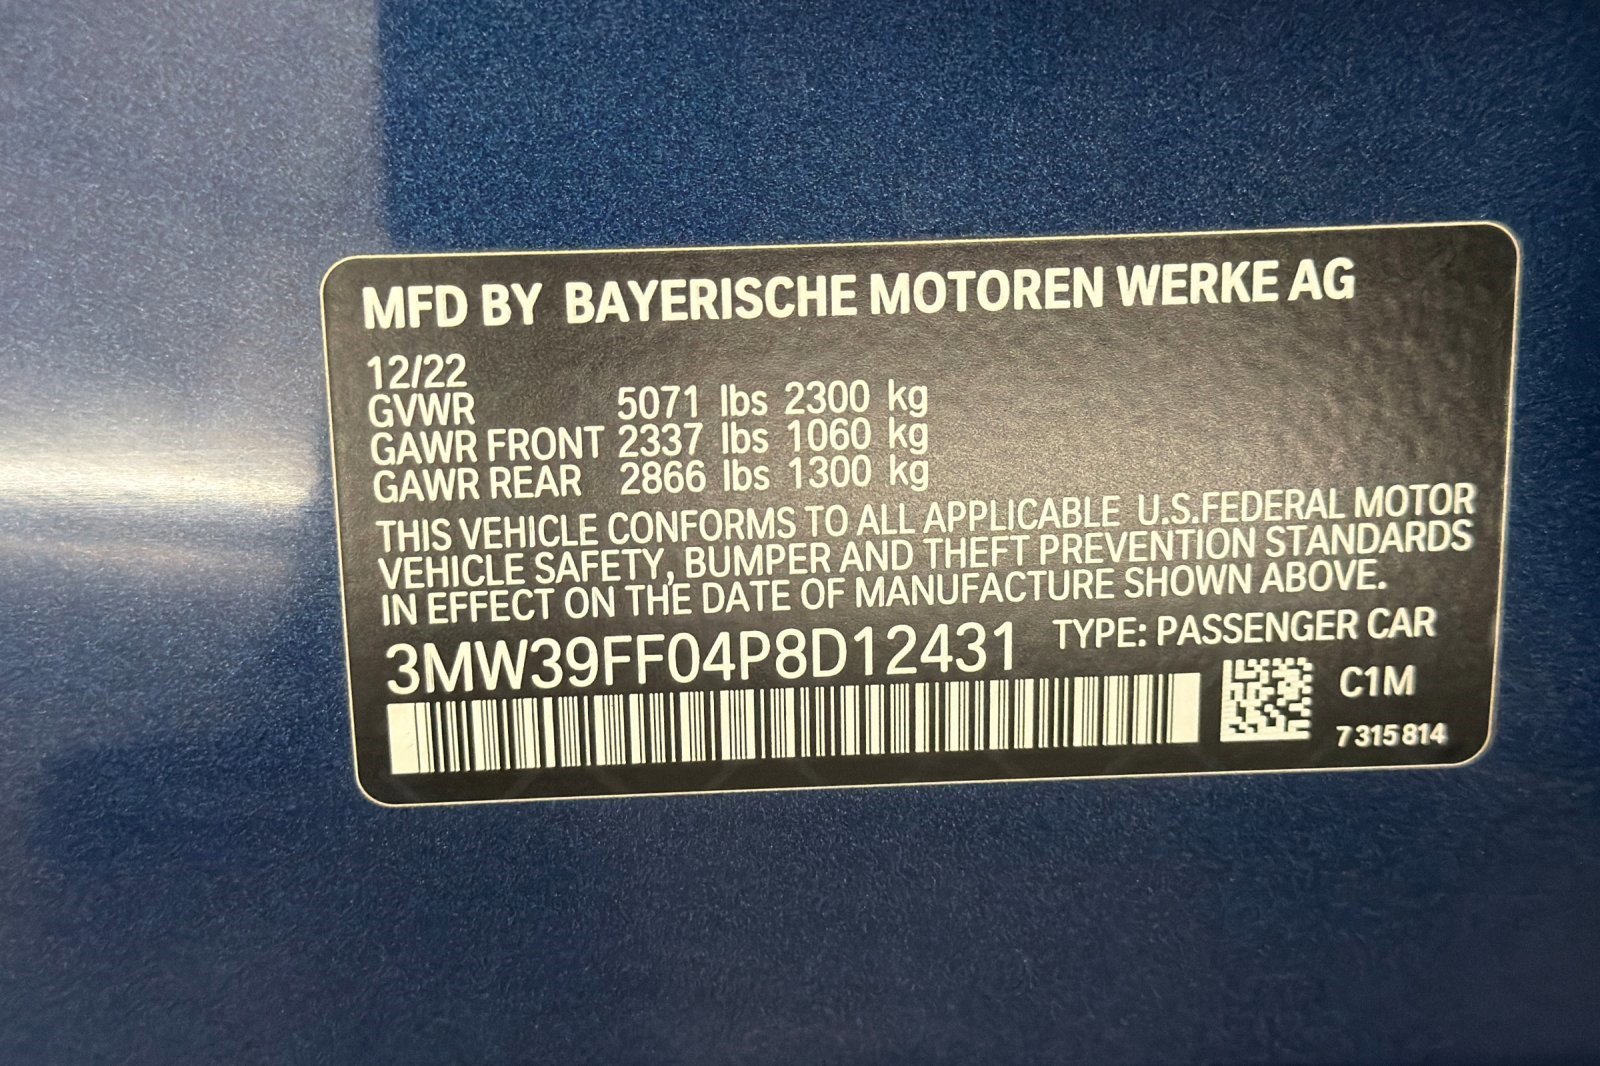 MFD BY BAYERISCHE MOTOREN WERKE AG
12/22
GVWR 5071 lbs 2300 kg
GAWR FRONT 2337 lbs 1060 kg
GAWR REAR 2866 lbs 1300 kg
THIS VEHICLE CONFORMS TO ALL APPLICABLE U.S.FEDERAL MOTOR
VEHICLE SAFETY, BUMPER AND THEFT PREVENTION STANDARDS
IN EFFECT ON THE DATE OF MANUFACTURE SHOWN ABOVE.
3MW39FF04P8D12431 TYPE: PASSENGER CAR
C1M
7 315 814